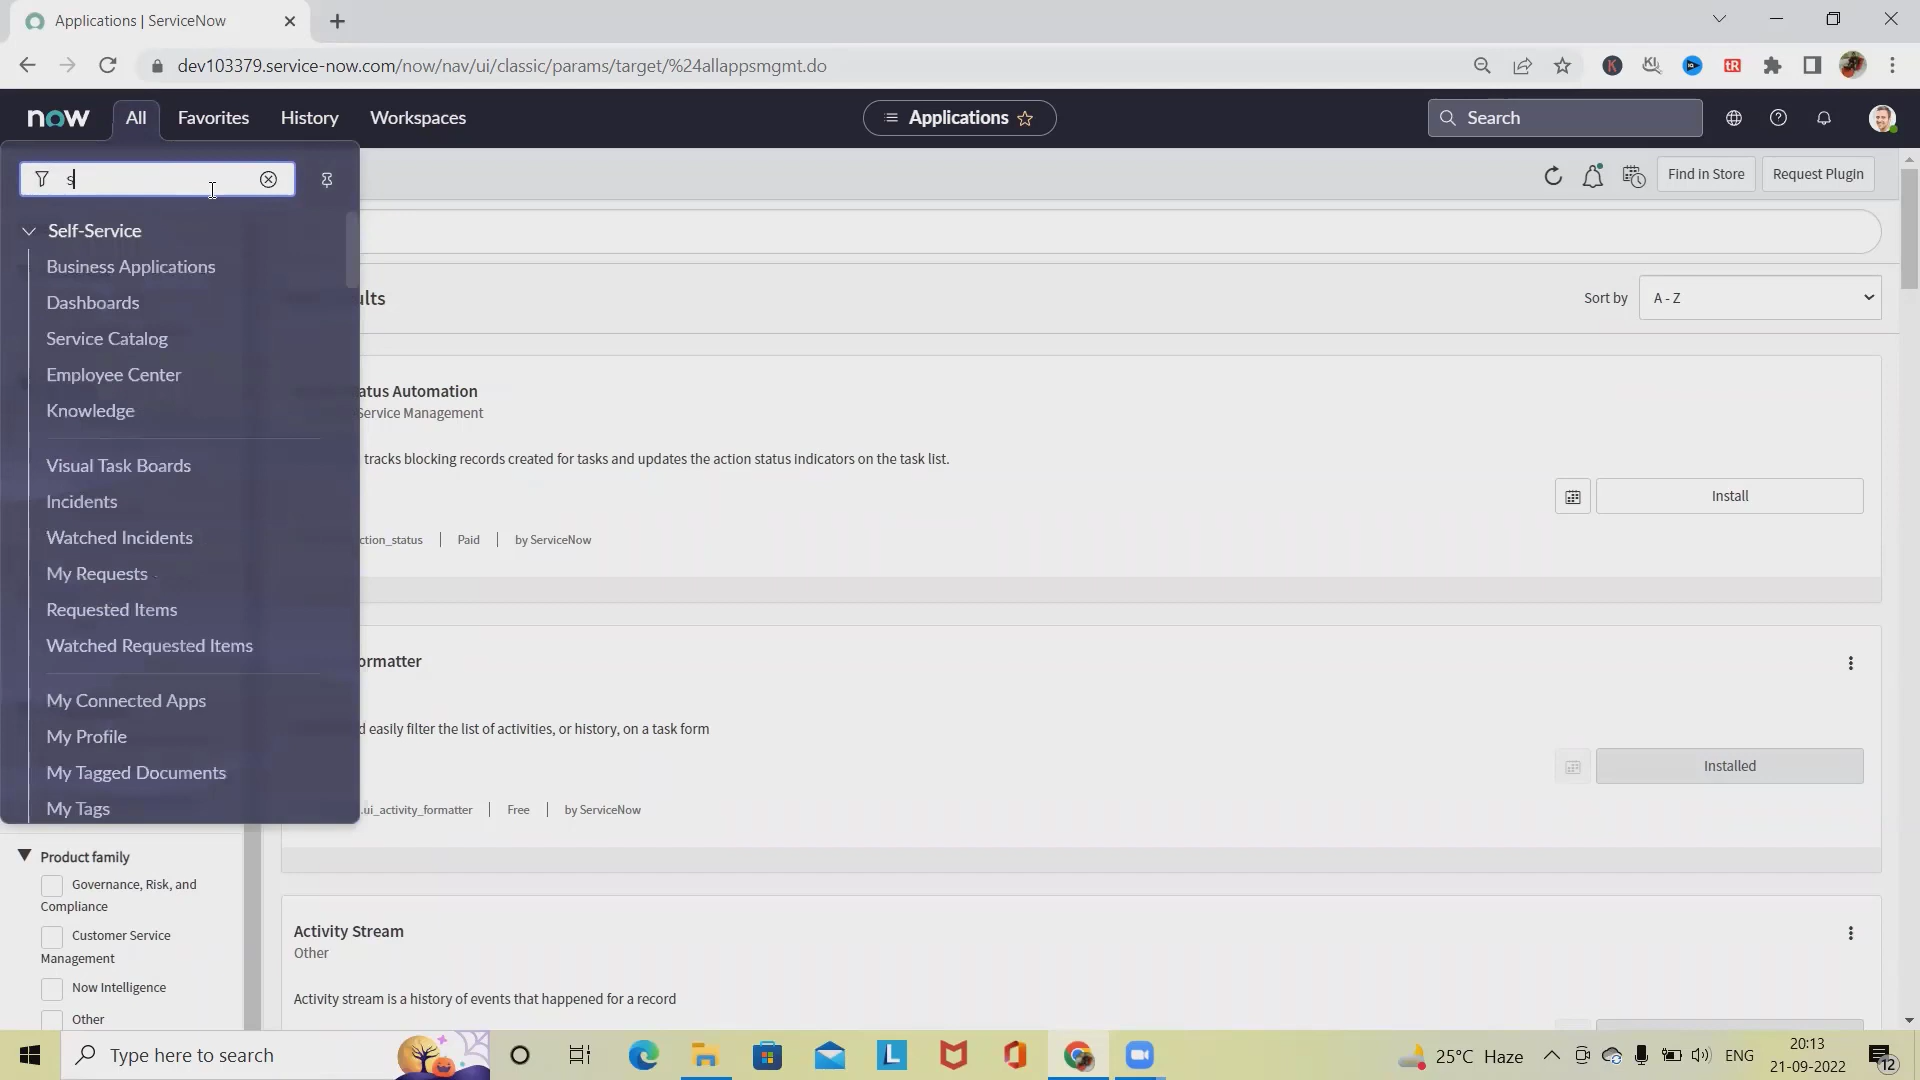 Applications | ServiceNow
dev103379.service-now.com/now/nav/ui/classic/params/target/%24allappsmgmt.do
now
All
Favorites
History
Workspaces
Applications
Search
s
Find in Store
Request Plugin
Self-Service
Business Applications
Dashboards
Service Catalog
Employee Center
Knowledge
Visual Task Boards
Incidents
Watched Incidents
My Requests
Requested Items
Watched Requested Items
My Connected Apps
My Profile
My Tagged Documents
My Tags
Product family
Governance, Risk, and
Compliance
Customer Service
Management
Now Intelligence
Other
ults
Sort by
A - Z
atus Automation
Service Management
tracks blocking records created for tasks and updates the action status indicators on the task list.
Install
ction_status | Paid | by ServiceNow
ormatter
d easily filter the list of activities, or history, on a task form
Installed
.ui_activity_formatter | Free | by ServiceNow
Activity Stream
Other
Activity stream is a history of events that happened for a record
Type here to search
25°C Haze
ENG
20:13
21-09-2022
12